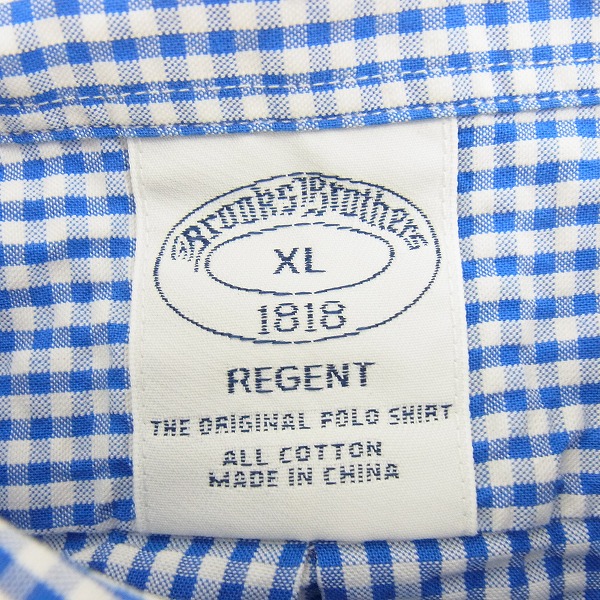 Brooks Brothers
XL
1818
REGENT
THE ORIGINAL POLO SHIRT
ALL COTTON
MADE IN CHINA